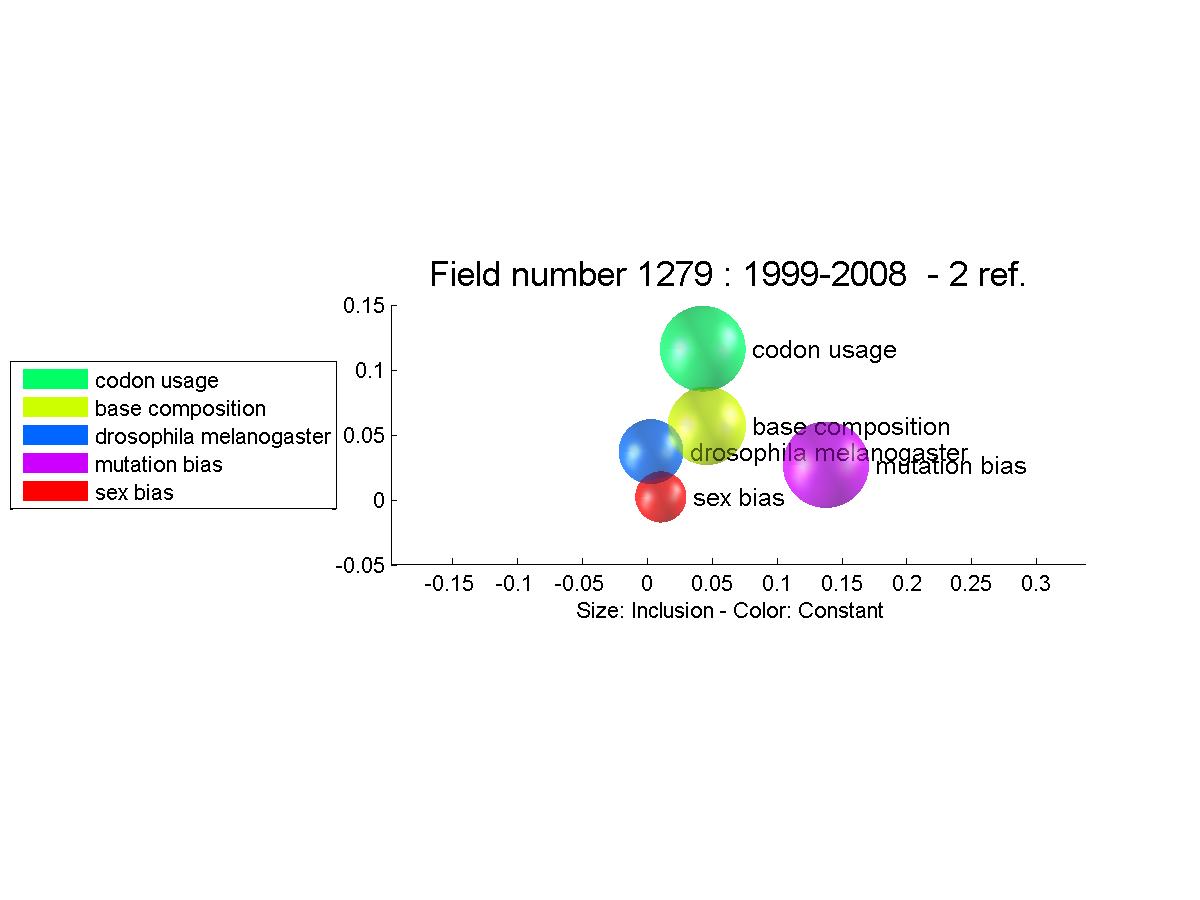 Field number 1279 : 1999-2008 - 2 ref.
codon usage
base composition
drosophila melanogaster
mutation bias
sex bias
0.15
0.1
0.05
0
-0.05
codon usage
base composition
drosophila melanogaster
mutation bias
sex bias
-0.15 -0.1 -0.05 0 0.05 0.1 0.15 0.2 0.25 0.3
Size: Inclusion - Color: Constant